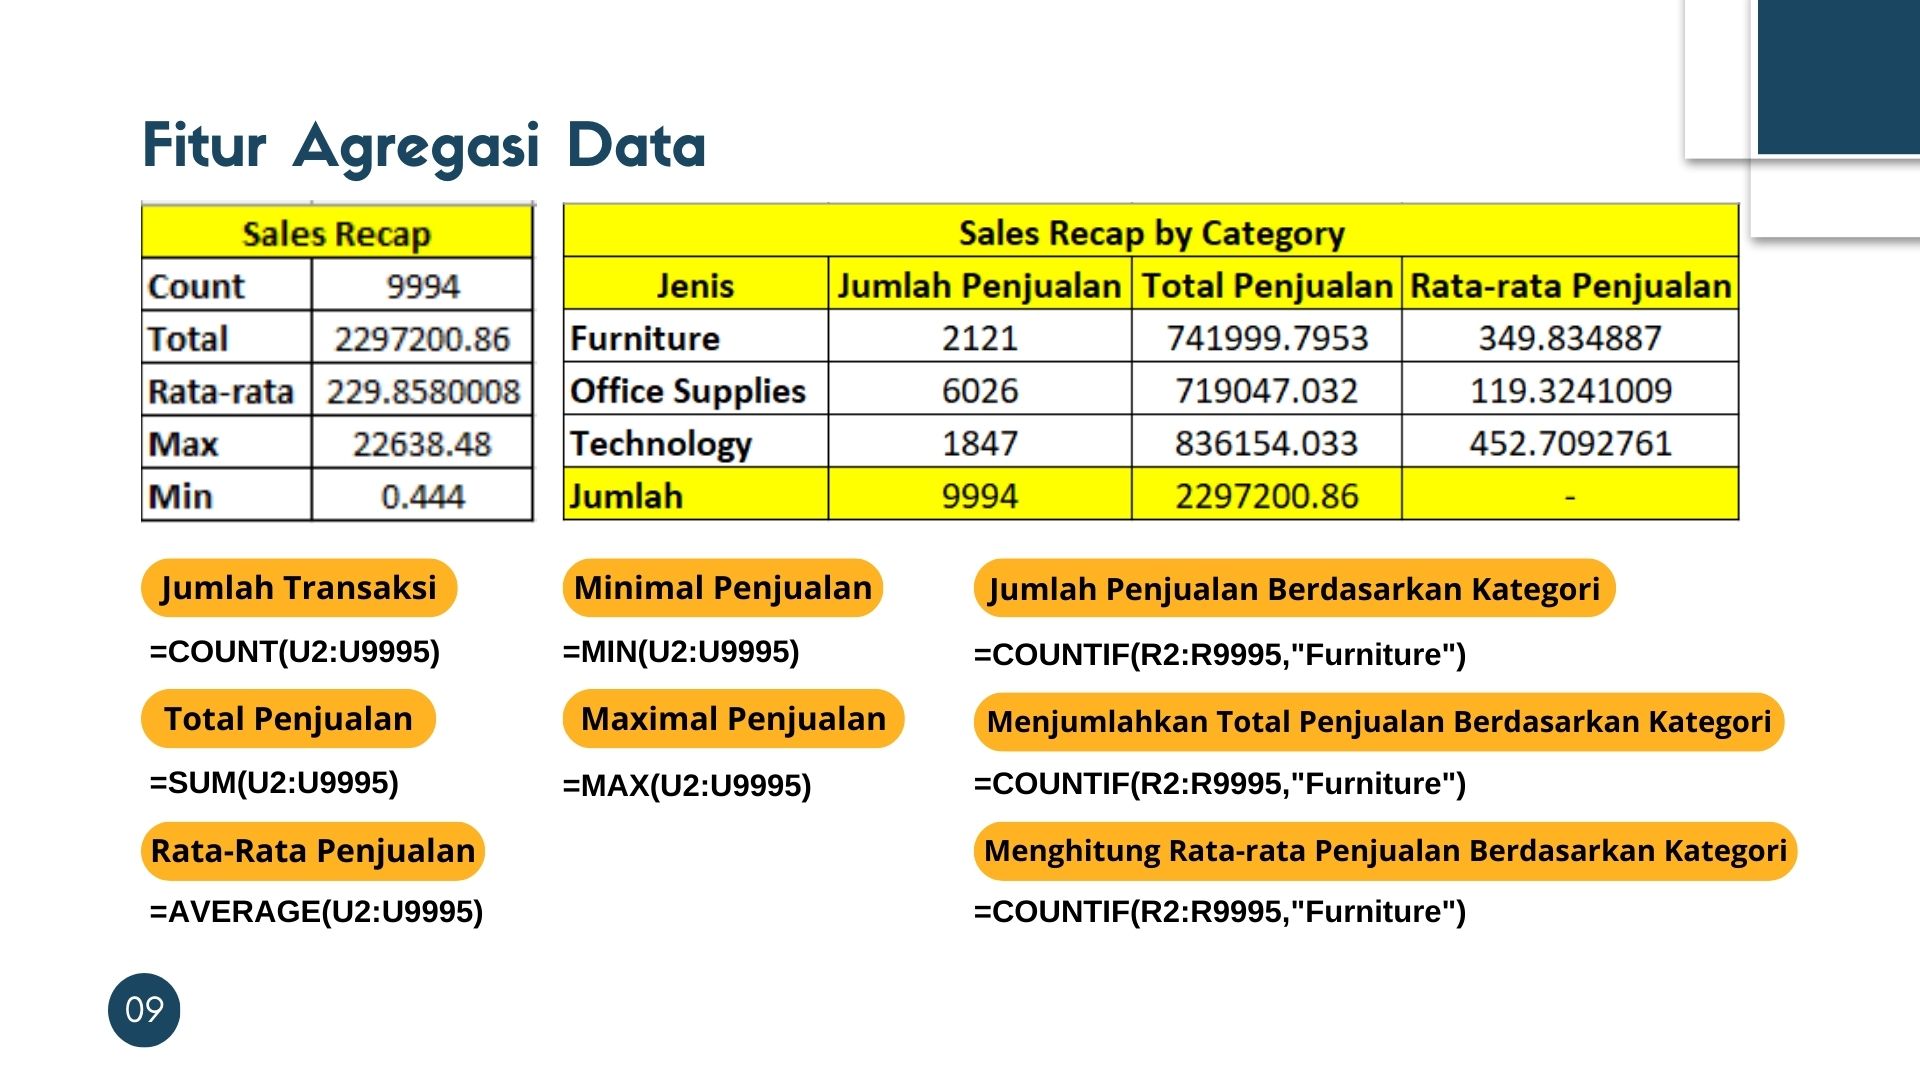 Fitur Agregasi Data
Sales Recap
Count 9994
Total 2297200.86
Rata-rata 229.8580008
Max 22638.48
Min 0.444
Sales Recap by Category
Jenis Jumlah Penjualan Total Penjualan Rata-rata Penjualan
Furniture 2121 741999.7953 349.834887
Office Supplies 6026 719047.032 119.3241009
Technology 1847 836154.033 452.7092761
Jumlah 9994 2297200.86 -
Jumlah Transaksi
=COUNT(U2:U9995)
Total Penjualan
=SUM(U2:U9995)
Rata-Rata Penjualan
=AVERAGE(U2:U9995)
Minimal Penjualan
=MIN(U2:U9995)
Maximal Penjualan
=MAX(U2:U9995)
Jumlah Penjualan Berdasarkan Kategori
=COUNTIF(R2:R9995,"Furniture")
Menjumlahkan Total Penjualan Berdasarkan Kategori
=COUNTIF(R2:R9995,"Furniture")
Menghitung Rata-rata Penjualan Berdasarkan Kategori
=COUNTIF(R2:R9995,"Furniture")
09